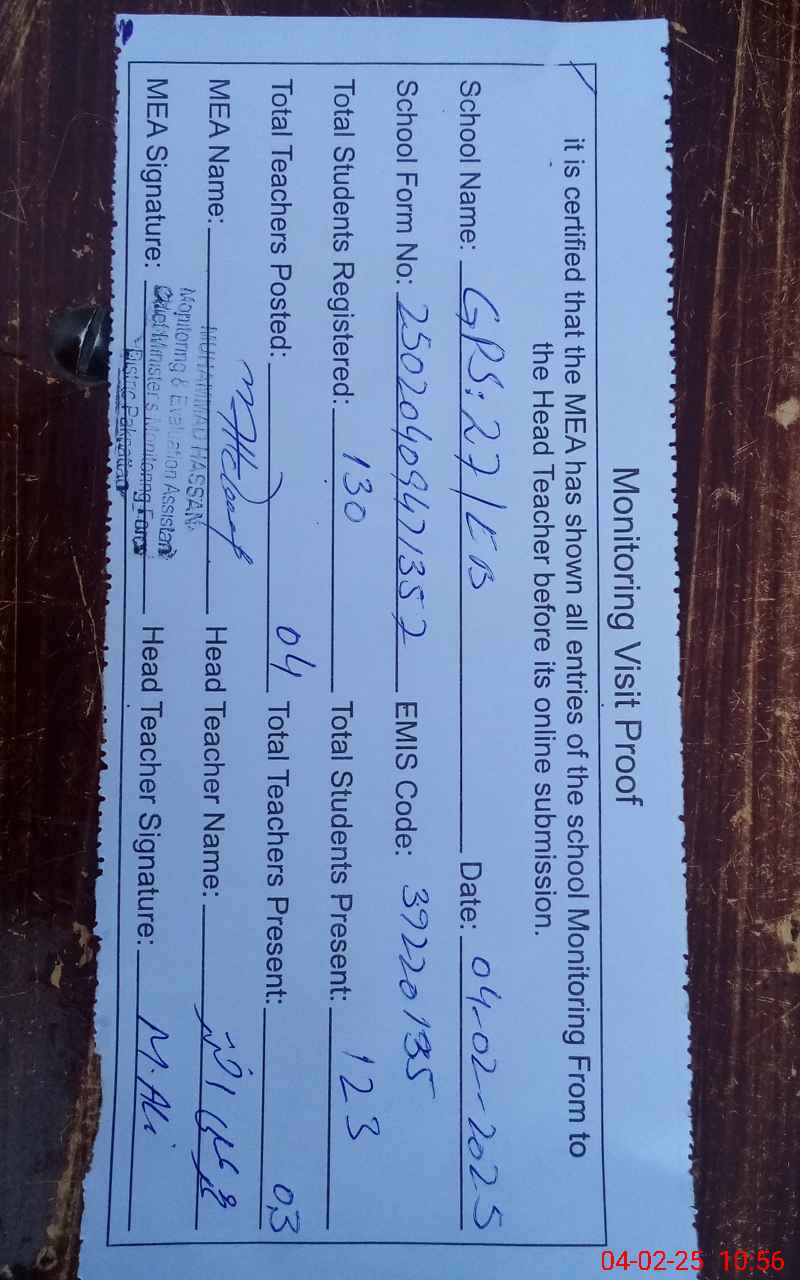 Monitoring Visit Proof
it is certified that the MEA has shown all entries of the school Monitoring From to
the Head Teacher before its online submission.
School Name: GPS: 27/EB Date: 04-02-2025
School Form No: 25020409471357 EMIS Code: 39220135
Total Students Registered: 130 Total Students Present: 123
Total Teachers Posted: 04 Total Teachers Present: 03
MEA Name: Head Teacher Name:
MUHAMMAD HASSAN
Monitoring & Evaluation Assistant
Chief Minister's Monitoring Force
MEA Signature: Head Teacher Signature: M. Ali
04-02-25 10:56